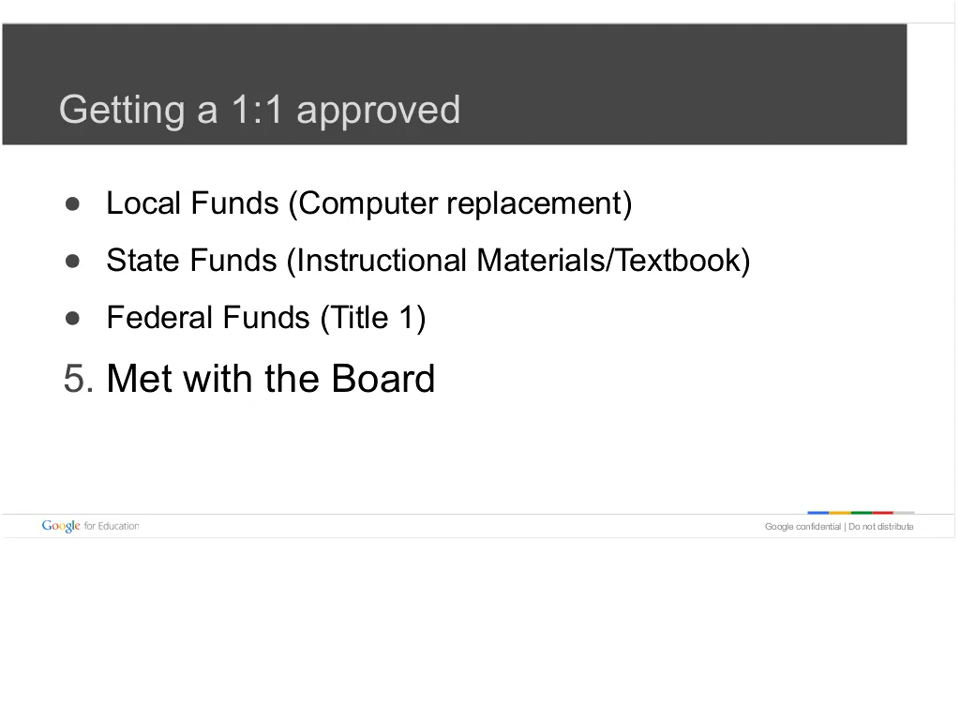 Getting a 1:1 approved
● Local Funds (Computer replacement)
● State Funds (Instructional Materials/Textbook)
● Federal Funds (Title 1)
5. Met with the Board
Google for Education
Google confidential | Do not distribute